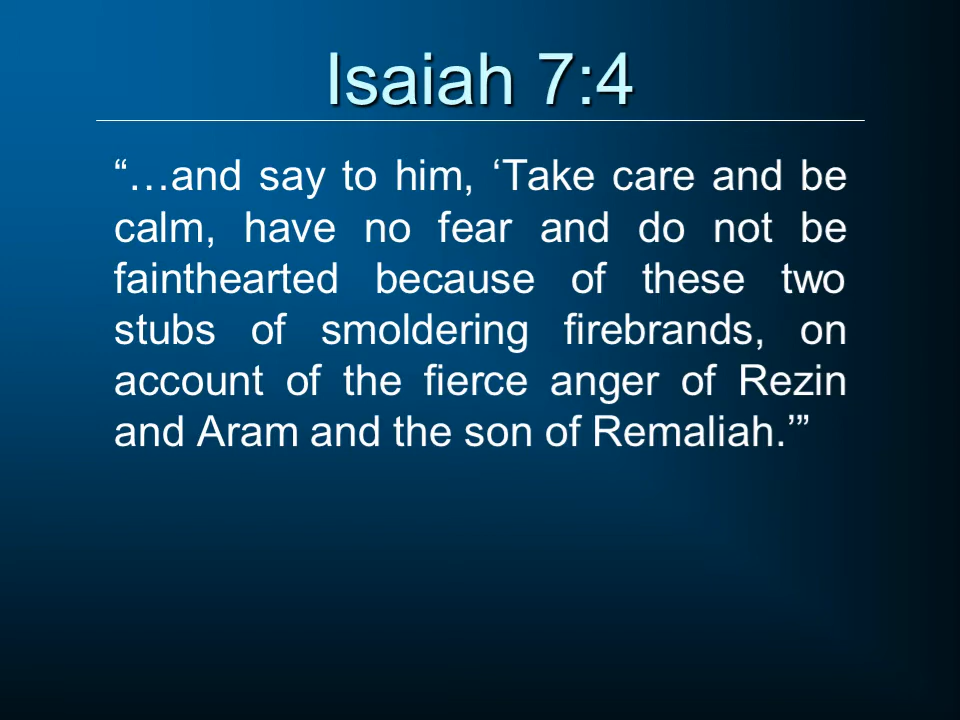 Isaiah 7:4
“…and say to him, ‘Take care and be
calm, have no fear and do not be
fainthearted because of these two
stubs of smoldering firebrands, on
account of the fierce anger of Rezin
and Aram and the son of Remaliah.’”